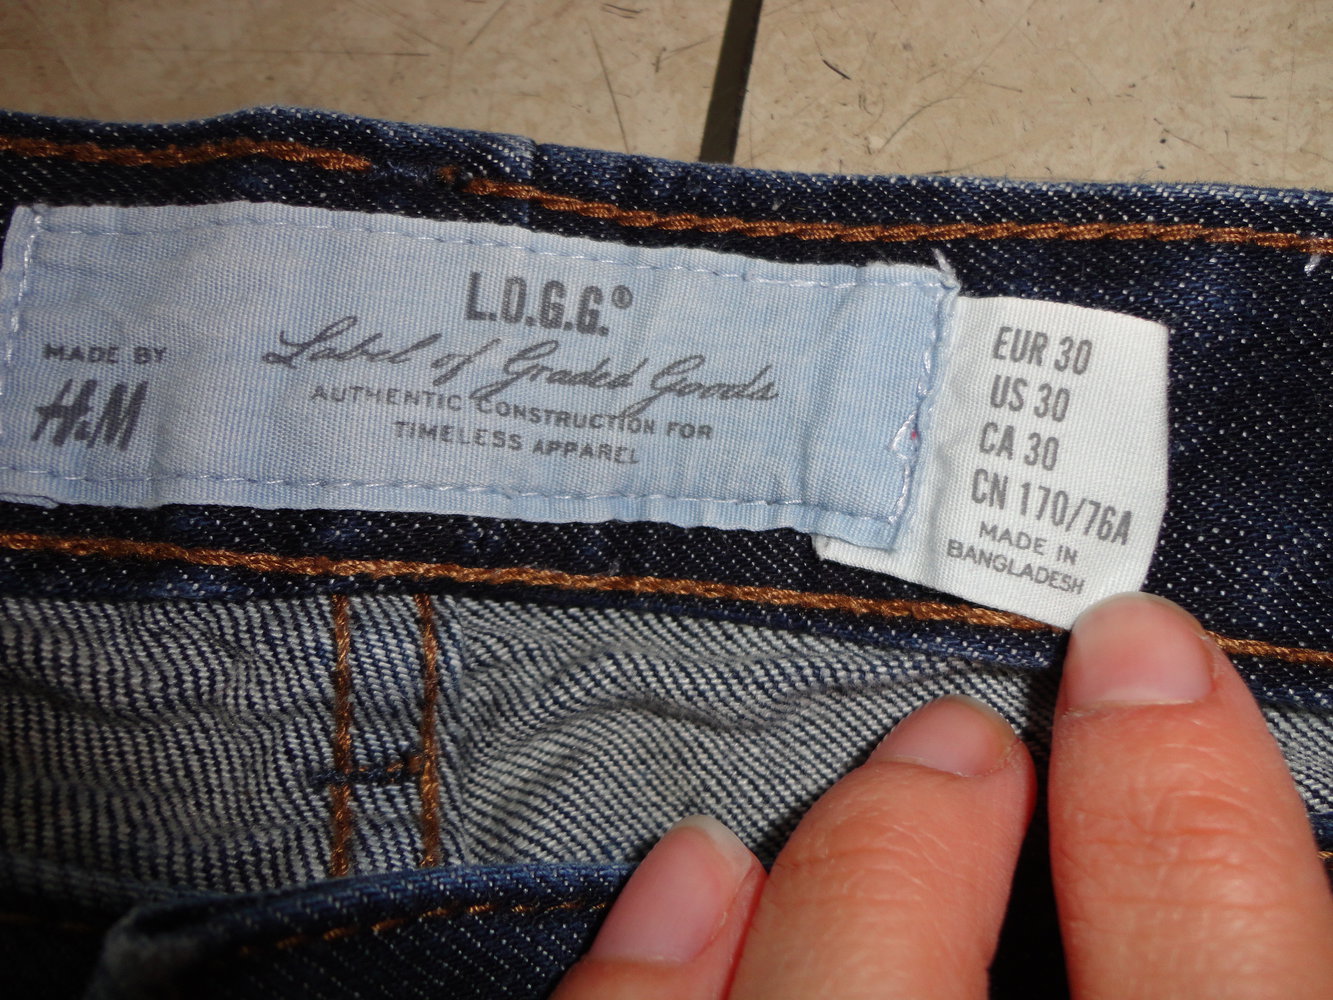 L.O.G.G.®
Label of Graded Goods
AUTHENTIC CONSTRUCTION FOR
TIMELESS APPAREL
MADE BY
H&M
EUR 30
US 30
CA 30
CN 170/76A
MADE IN
BANGLADESH